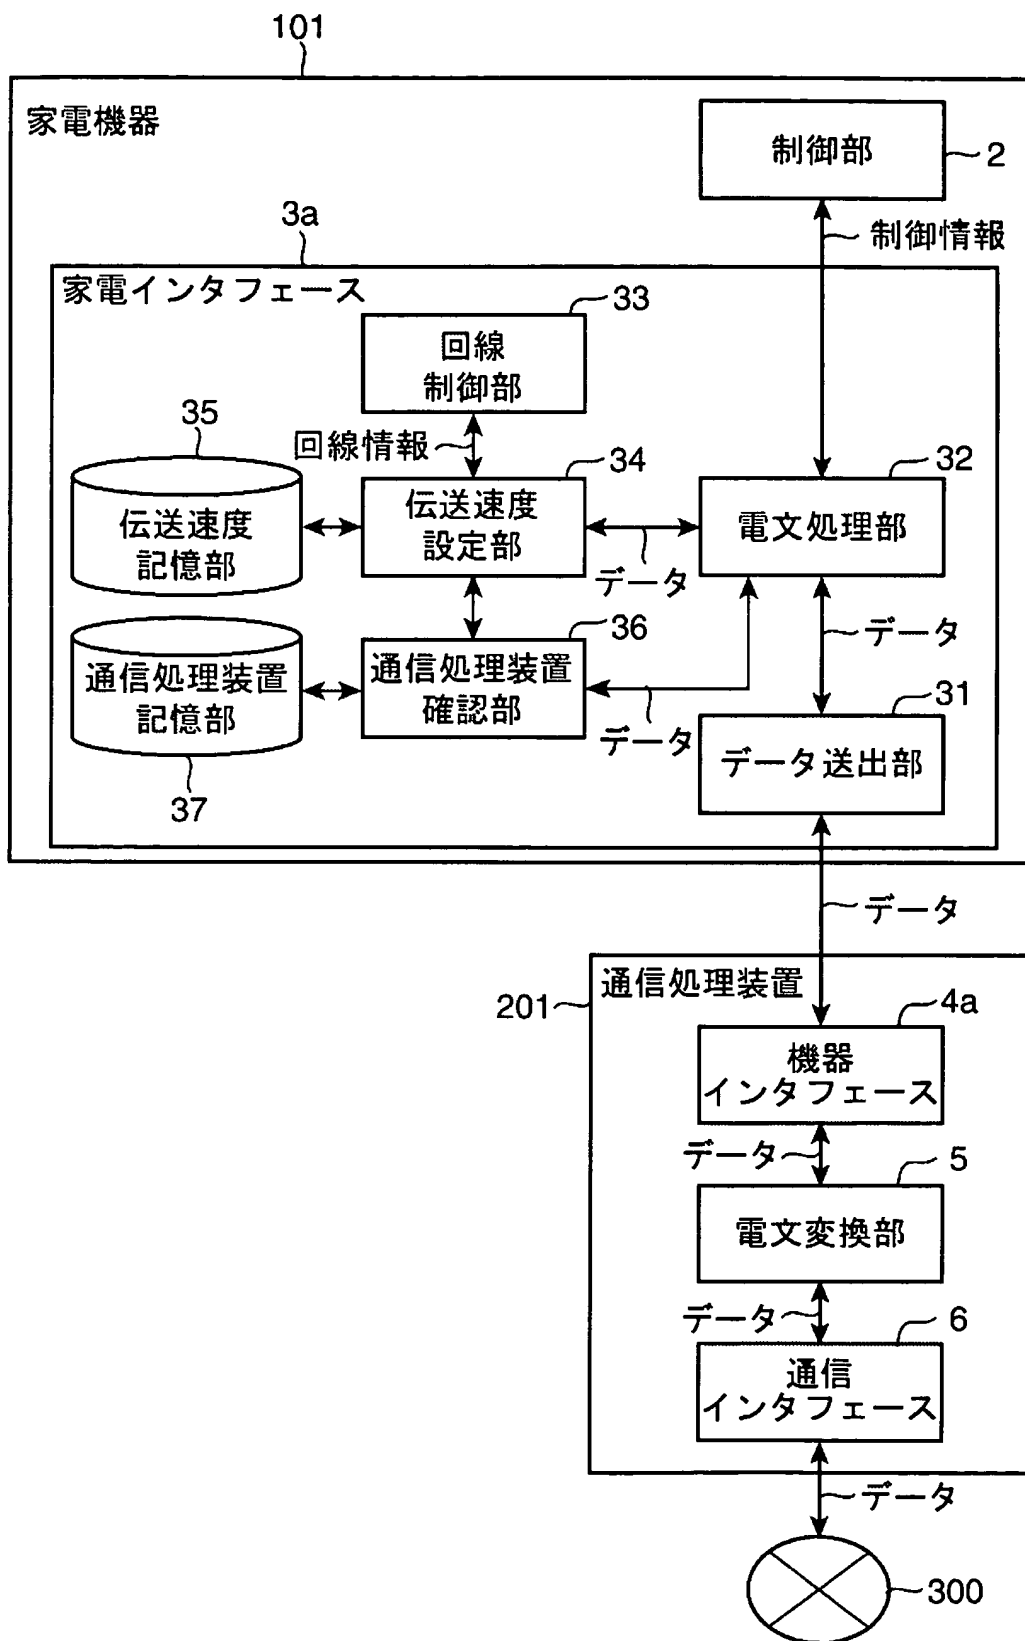 101
家電機器
制御部
2
3a
制御情報
家電インタフェース
33
回線
制御部
35
回線情報
34
32
伝送速度
記憶部
伝送速度
設定部
電文処理部
データ
36
データ
通信処理装置
記憶部
通信処理装置
確認部
31
データ
データ送出部
37
データ
通信処理装置
201
4a
機器
インタフェース
データ
5
電文変換部
データ
6
通信
インタフェース
データ
300